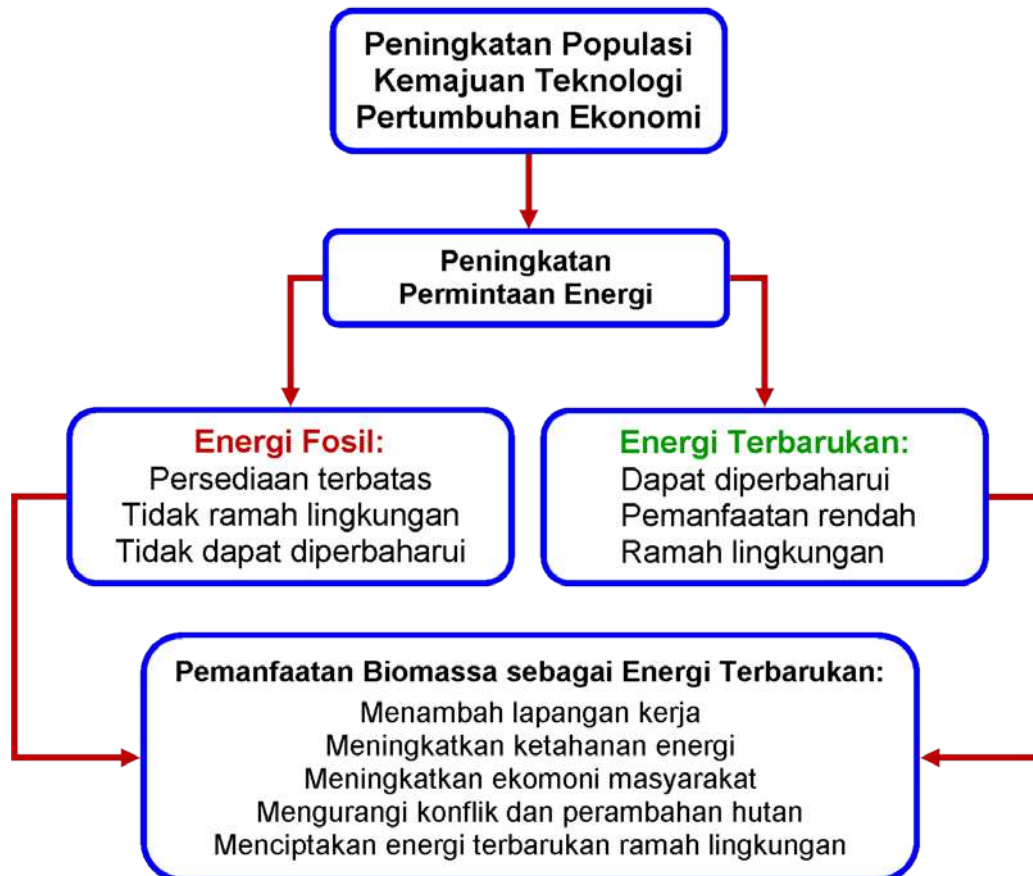 Peningkatan Populasi
Kemajuan Teknologi
Pertumbuhan Ekonomi
Peningkatan
Permintaan Energi
Energi Fosil:
Persediaan terbatas
Tidak ramah lingkungan
Tidak dapat diperbaharui
Energi Terbarukan:
Dapat diperbaharui
Pemanfaatan rendah
Ramah lingkungan
Pemanfaatan Biomassa sebagai Energi Terbarukan:
Menambah lapangan kerja
Meningkatkan ketahanan energi
Meningkatkan ekomoni masyarakat
Mengurangi konflik dan perambahan hutan
Menciptakan energi terbarukan ramah lingkungan